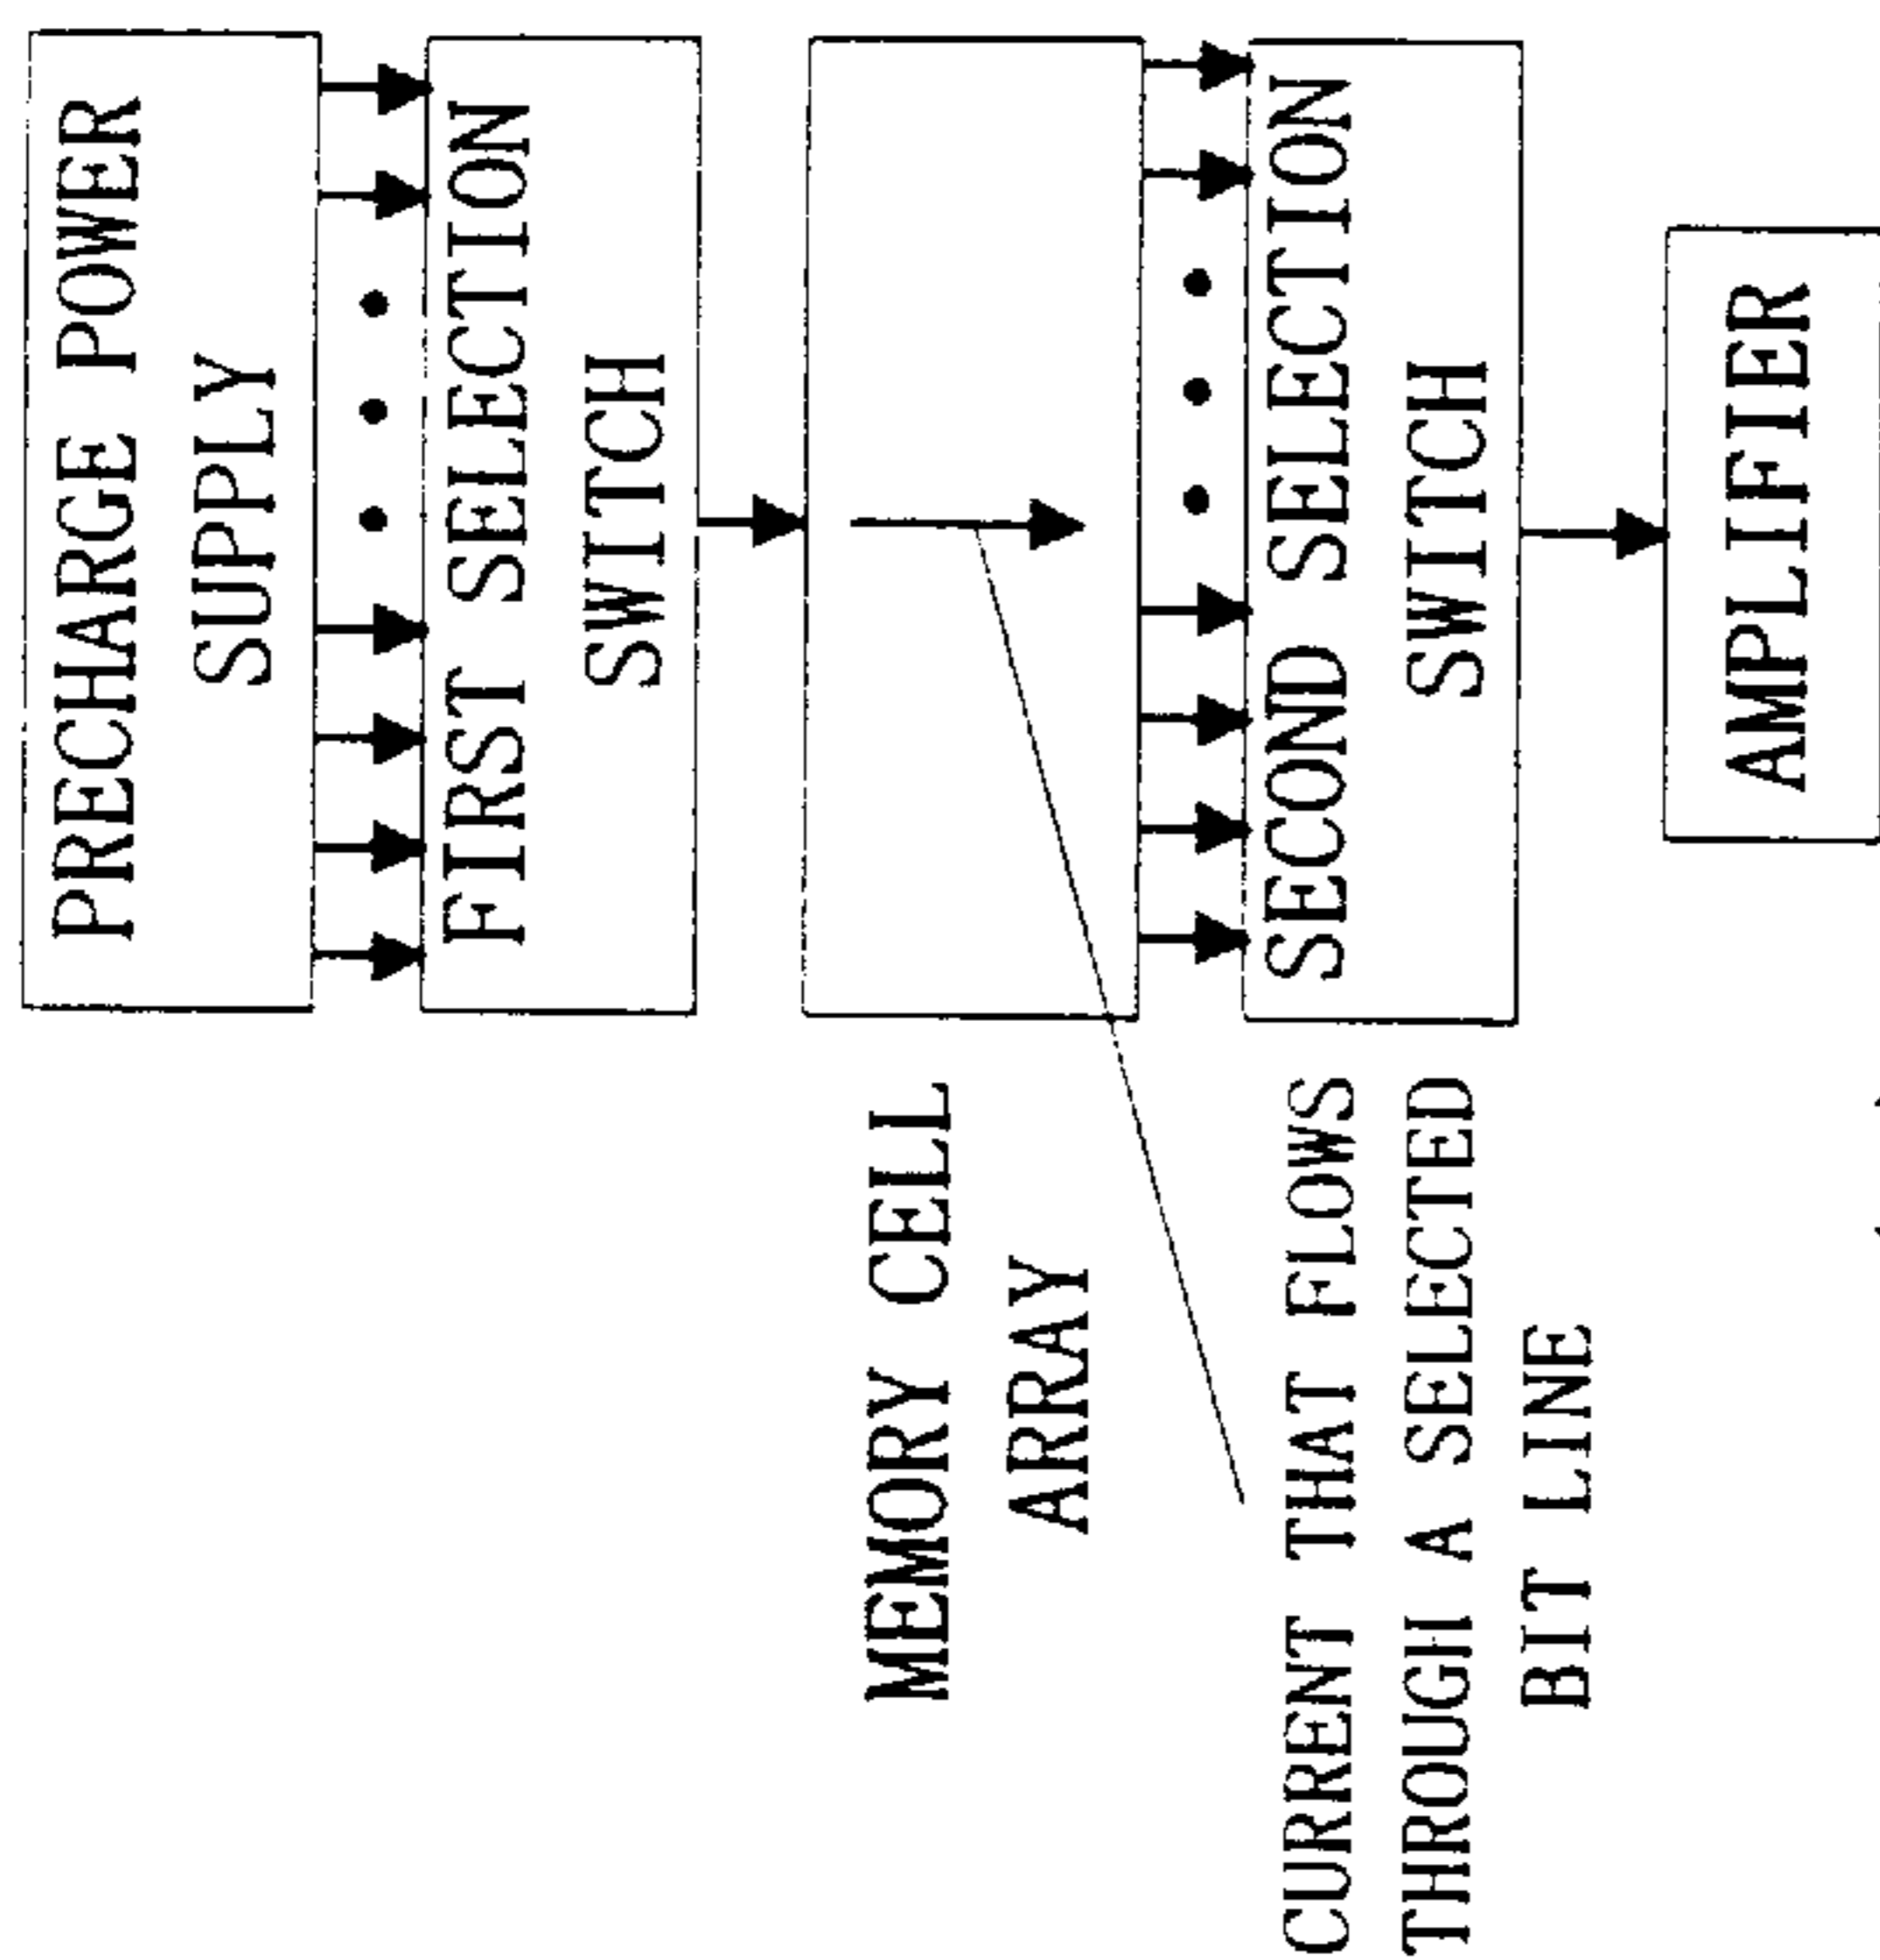 PRECHARGE POWER
SUPPLY
FIRST SELECTION
SWITCH
MEMORY CELL
ARRAY
CURRENT THAT FLOWS
THROUGH A SELECTED
BIT LINE
SECOND SELECTION
SWITCH
AMPLIFIER